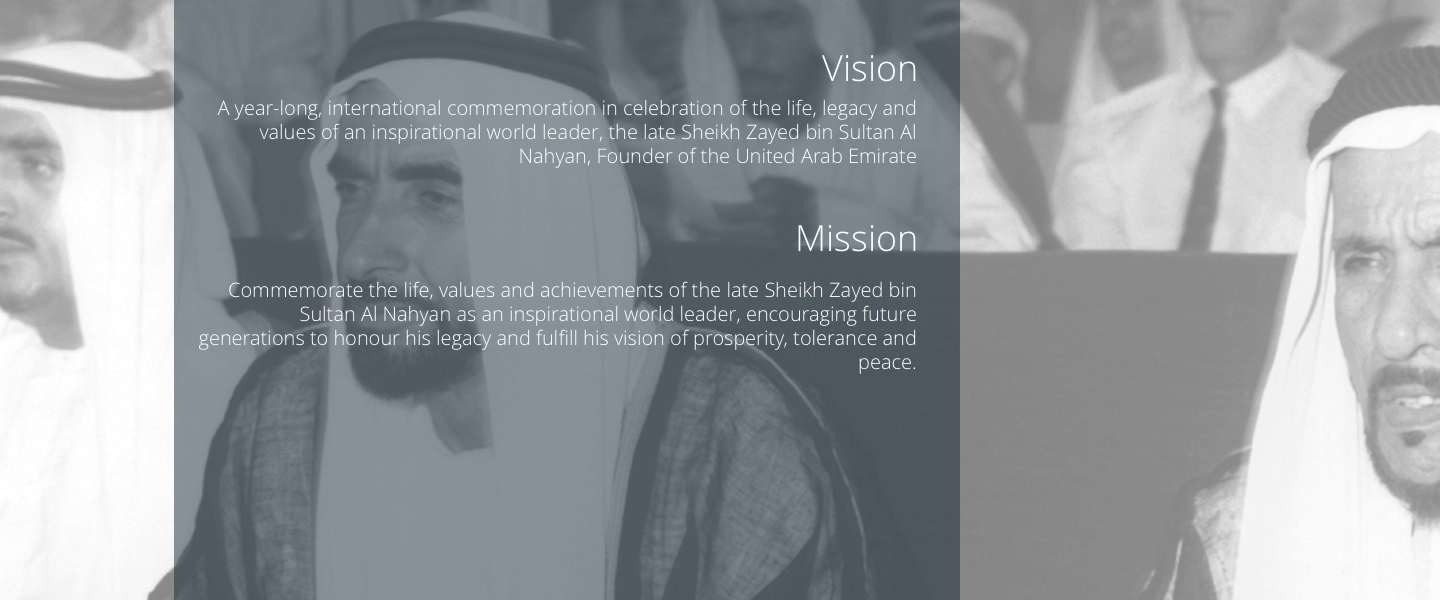 Vision
A year-long, international commemoration in celebration of the life, legacy and
values of an inspirational world leader, the late Sheikh Zayed bin Sultan Al
Nahyan, Founder of the United Arab Emirate
Mission
Commemorate the life, values and achievements of the late Sheikh Zayed bin
Sultan Al Nahyan as an inspirational world leader, encouraging future
generations to honour his legacy and fulfill his vision of prosperity, tolerance and
peace.